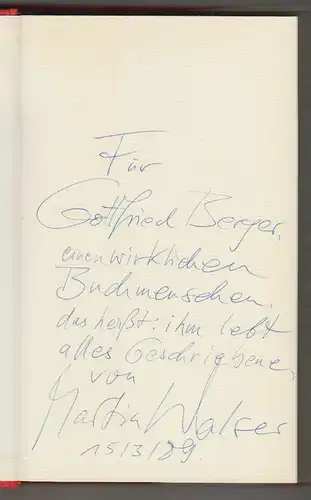 Für
Gottfried Berger,
einen wirklichen
Buchmenschen.
das heißt: ihm lebt
alles Geschriebene,
von
Martin Walser
15/3/89.